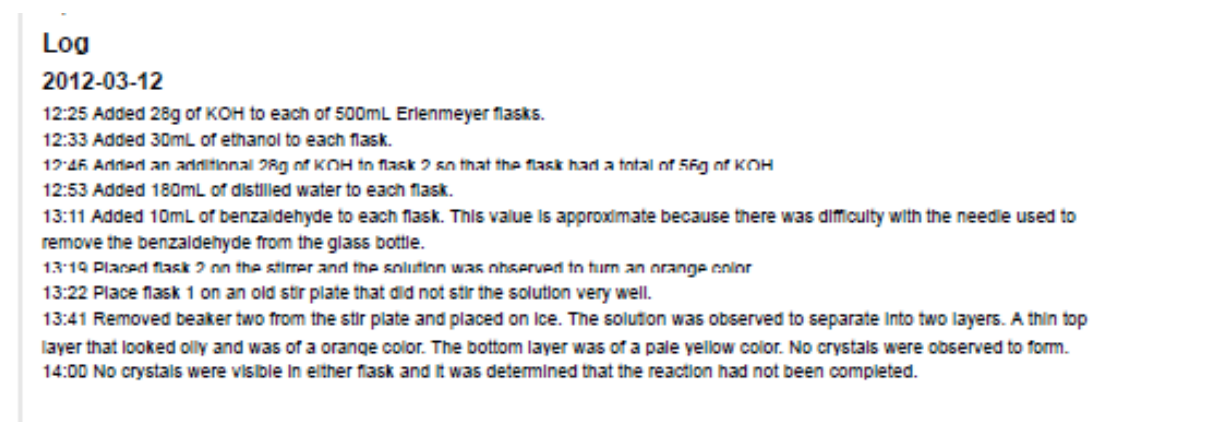 Log
2012-03-12
12:25 Added 28g of KOH to each of 500mL Erlenmeyer flasks.
12:33 Added 30mL of ethanol to each flask.
12:46 Added an additional 28g of KOH to flask 2 so that the flask had a total of 56g of KOH
12:53 Added 180mL of distilled water to each flask.
13:11 Added 10mL of benzaldehyde to each flask. This value is approximate because there was difficulty with the needle used to
remove the benzaldehyde from the glass bottle.
13:19 Placed flask 2 on the stirrer and the solution was observed to turn an orange color
13:22 Place flask 1 on an old stir plate that did not stir the solution very well.
13:41 Removed beaker two from the stir plate and placed on ice. The solution was observed to separate into two layers. A thin top
layer that looked oily and was of a orange color. The bottom layer was of a pale yellow color. No crystals were observed to form.
14:00 No crystals were visible in either flask and it was determined that the reaction had not been completed.